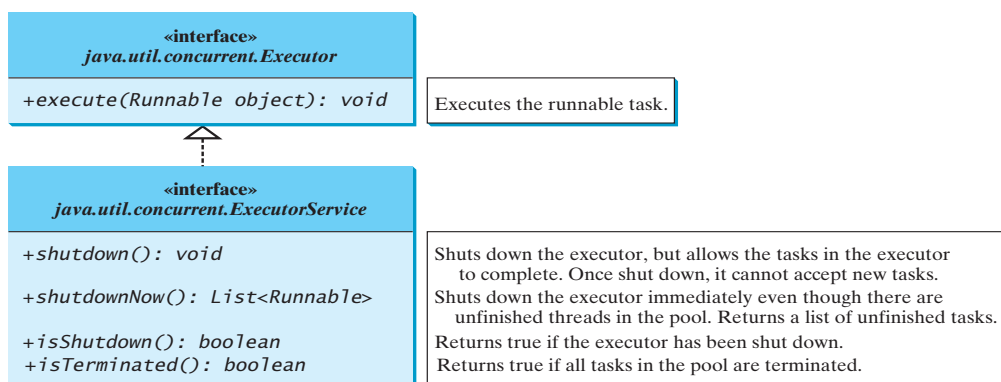 «interface»
java.util.concurrent.Executor
+execute(Runnable object): void
Executes the runnable task.
«interface»
java.util.concurrent.ExecutorService
+shutdown(): void
Shuts down the executor, but allows the tasks in the executor
to complete. Once shut down, it cannot accept new tasks.
+shutdownNow(): List<Runnable>
Shuts down the executor immediately even though there are
unfinished threads in the pool. Returns a list of unfinished tasks.
+isShutdown(): boolean
Returns true if the executor has been shut down.
+isTerminated(): boolean
Returns true if all tasks in the pool are terminated.